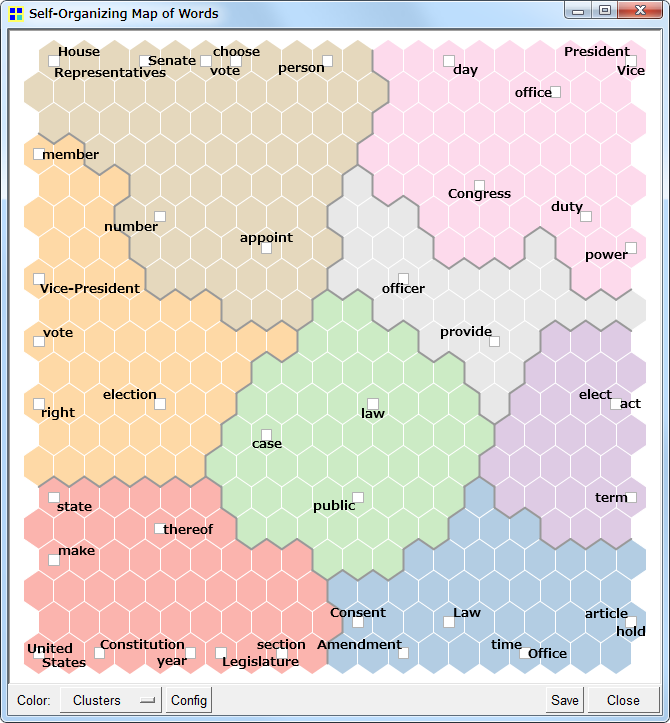 Self-Organizing Map of Words
House
Senate
choose
President
Representatives
vote
person
day
Vice
office
member
Congress
number
duty
appoint
power
Vice-President
officer
vote
provide
election
elect
act
right
law
case
state
public
term
thereof
make
Consent
Law
article
hold
United
States
Constitution
year
section
Legislature
Amendment
time
Office
Color:
Clusters
Config
Save
Close